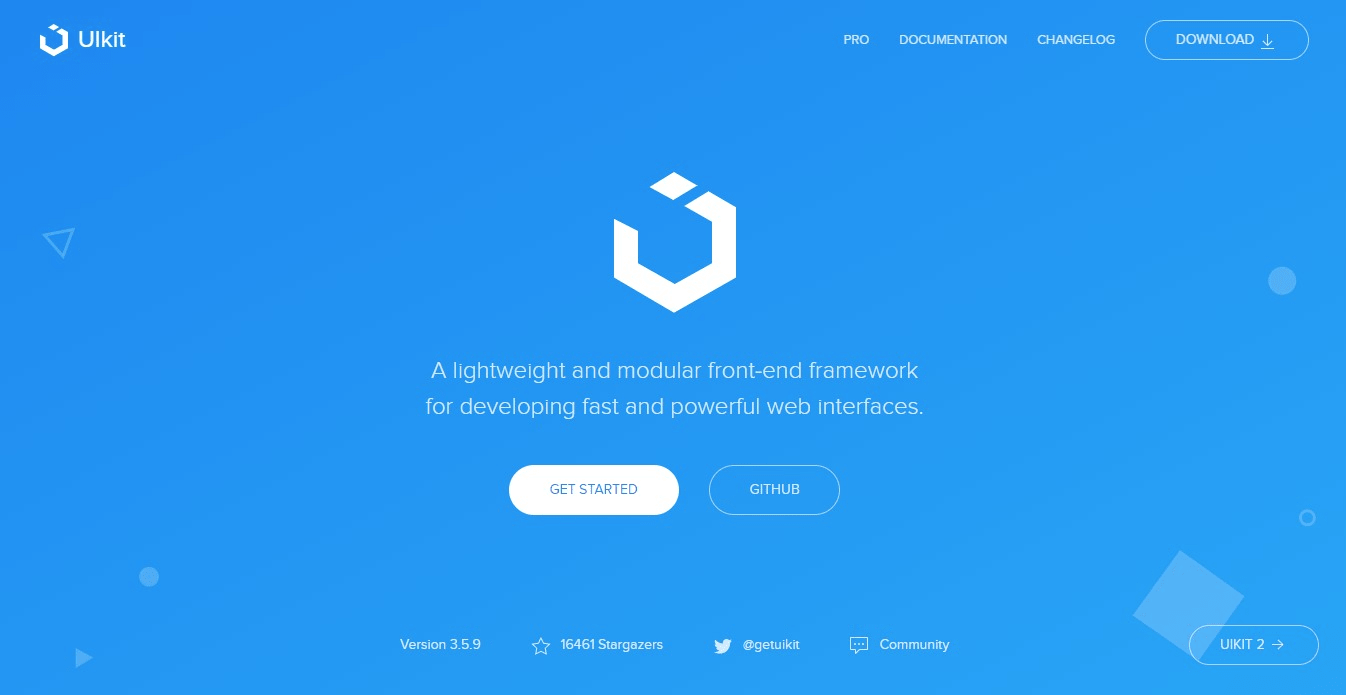 UIkit
PRO
DOCUMENTATION
CHANGELOG
DOWNLOAD
A lightweight and modular front-end framework
for developing fast and powerful web interfaces.
GET STARTED
GITHUB
Version 3.5.9
16461 Stargazers
@getuikit
Community
UIKIT 2